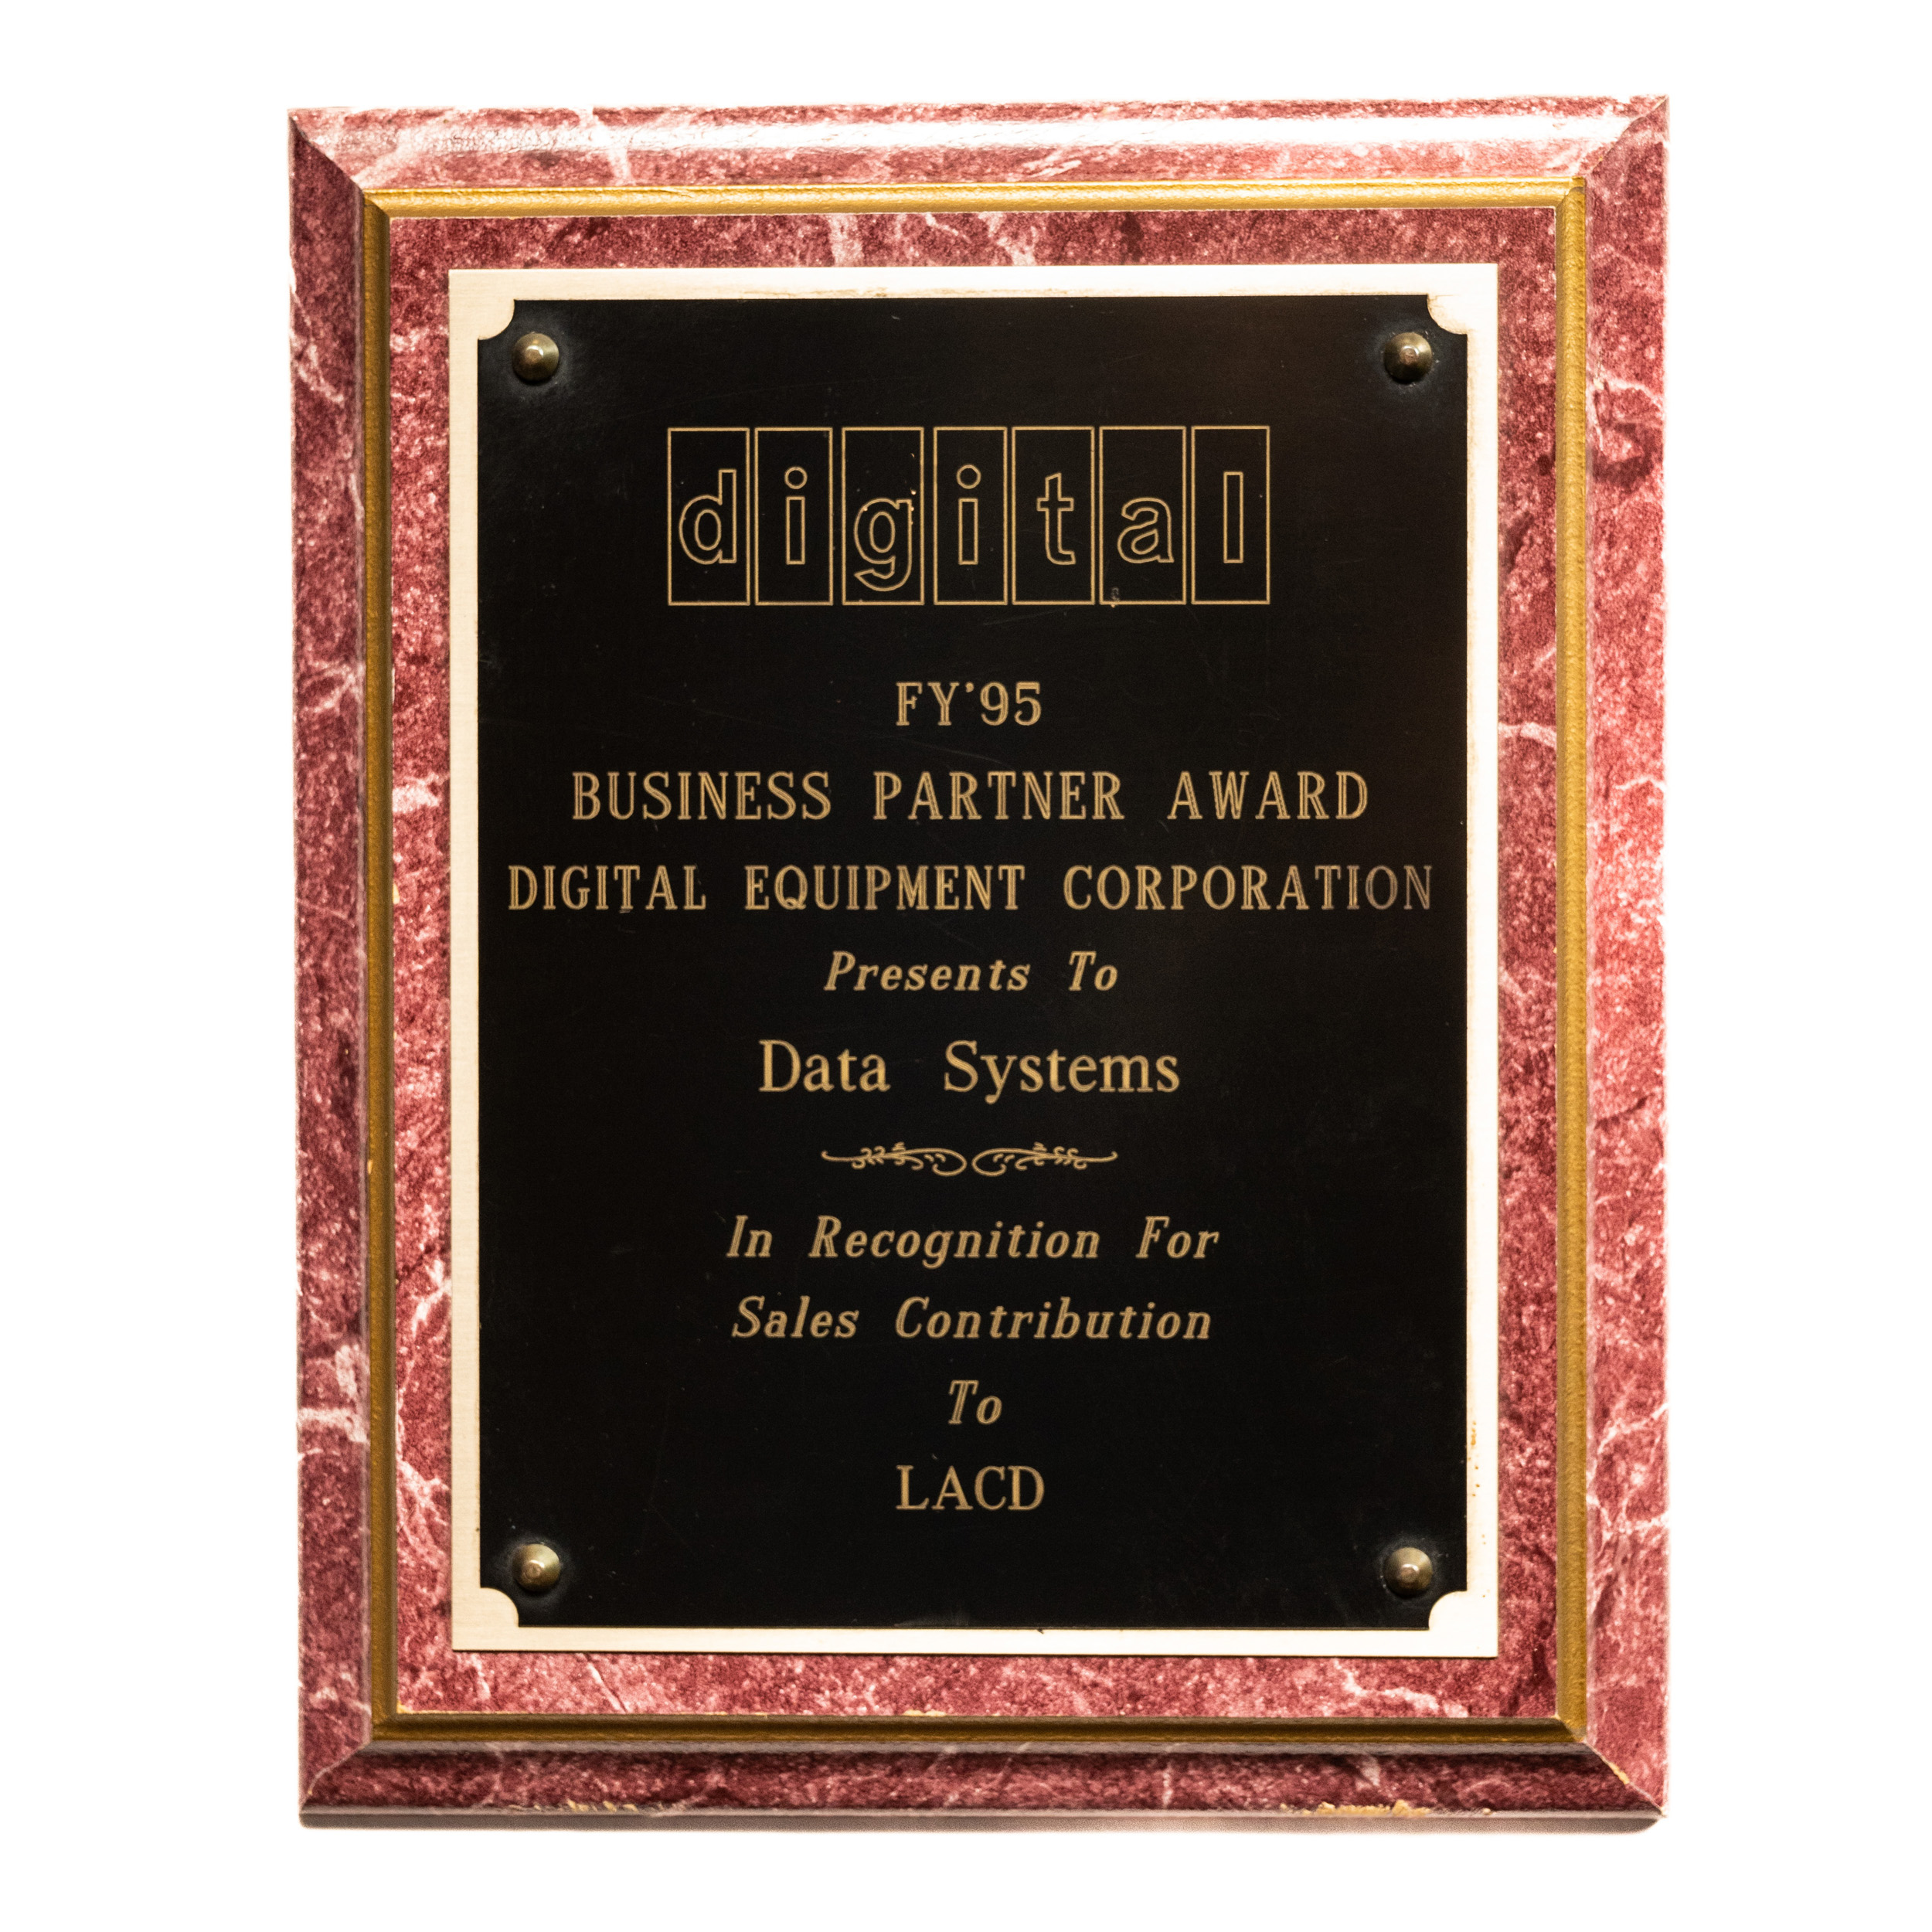 digital
FY'95
BUSINESS PARTNER AWARD
DIGITAL EQUIPMENT CORPORATION
Presents To
Data Systems
In Recognition For
Sales Contribution
To
LACD